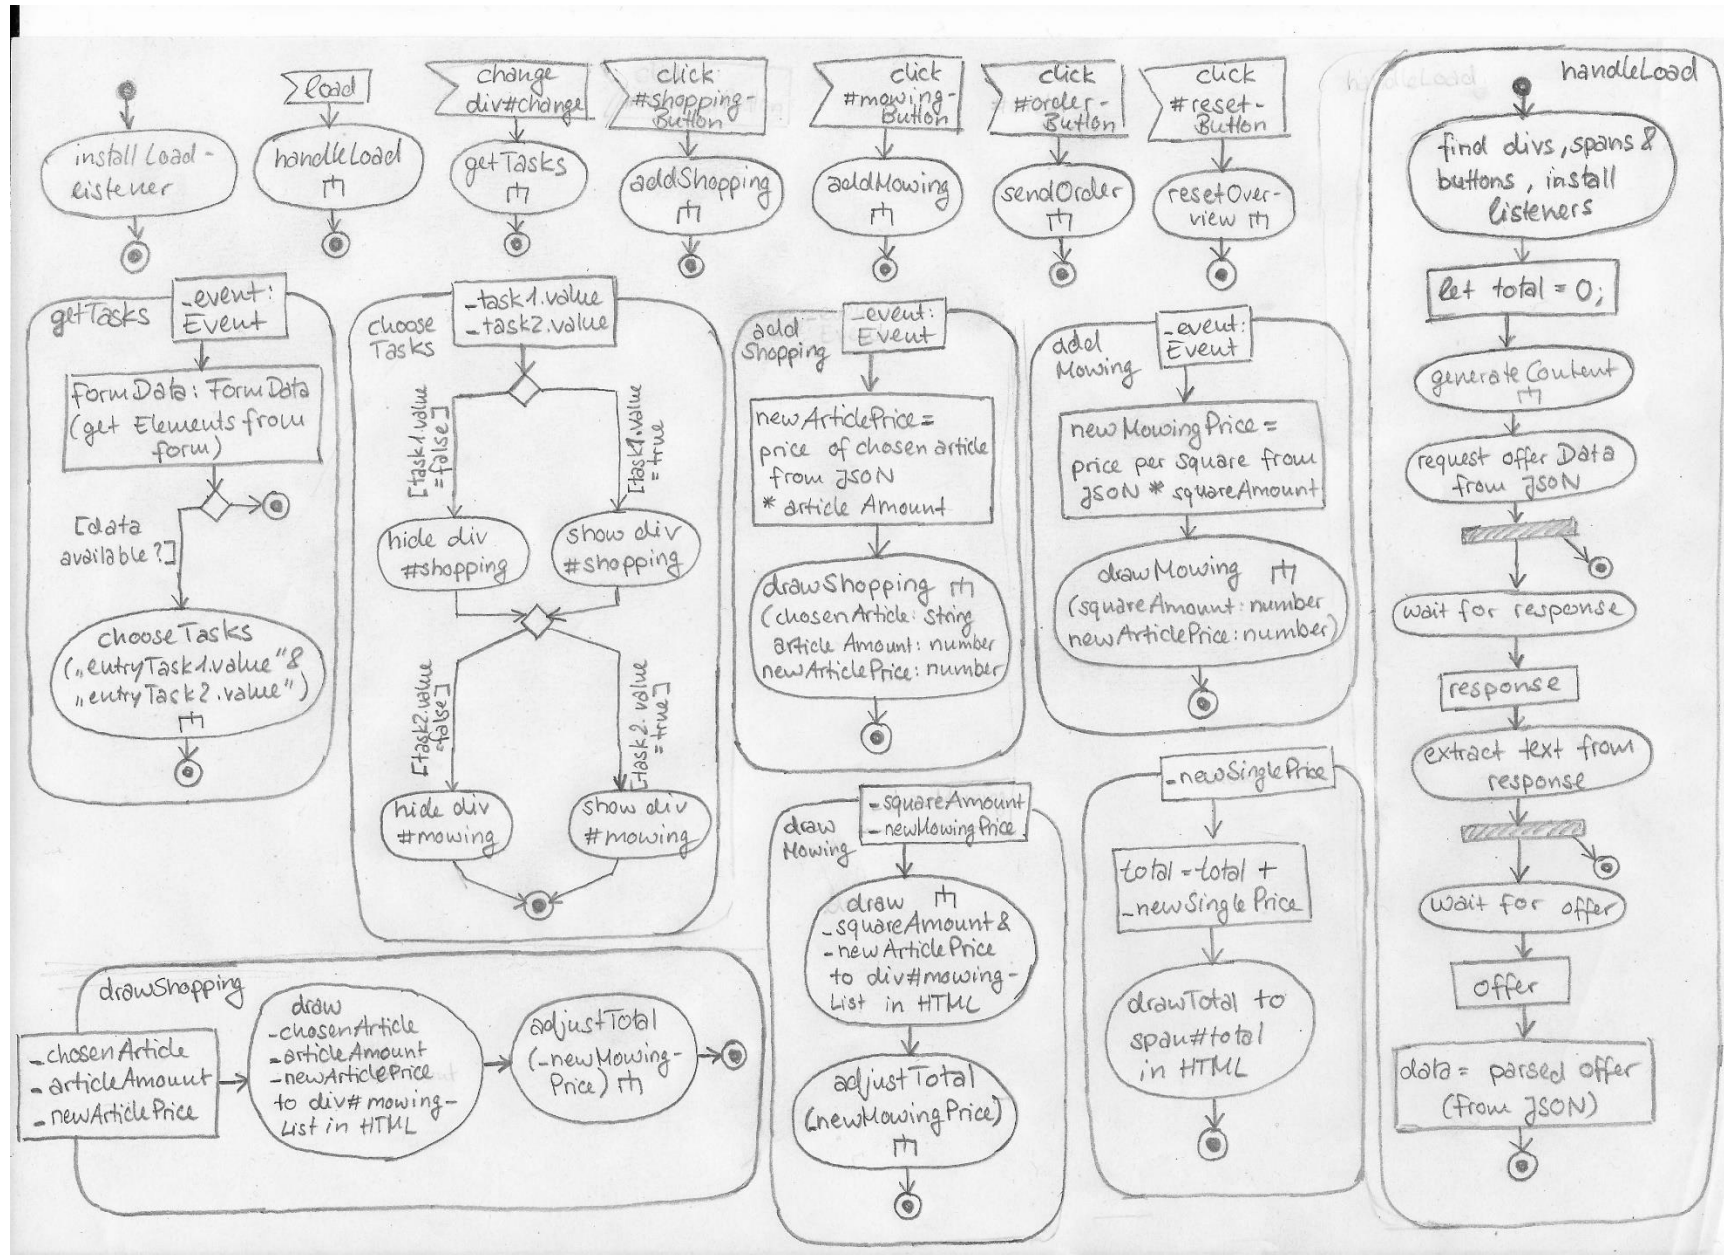 install Load-
listener
load
handleLoad
change
div#change
getTasks
click
#shopping-
Button
addShopping
click
#mowing-
Button
addMowing
click
#order-
Button
sendOrder
click
#reset-
Button
resetOver-
view
handleLoad
find divs, spans &
buttons, install
listeners
let total = 0;
generateContent
request offer Data
from JSON
wait for response
response
extract text from
response
wait for offer
offer
data = parsed offer
(from JSON)
getTasks
_event:
Event
formData: FormData
(get Elements from
form)
[data
available?]
chooseTasks
(„entryTask1.value" &
„entryTask2.value")
choose
Tasks
_task1.value
_task2.value
[task1.value
=false]
[task1.value
=true
hide div
#shopping
show div
#shopping
[task2.value
=false]
[task2.value
=true]
hide div
#mowing
show div
#mowing
add
Shopping
_event:
Event
newArticlePrice=
price of chosen article
from JSON
* article Amount
drawShopping
(chosenArticle: string
article Amount: number
newArticlePrice: number
add
Mowing
_event:
Event
newMowingPrice=
price per square from
JSON * squareAmount
drawMowing
(squareAmount: number
newArticlePrice: number)
draw
Mowing
_squareAmount
_newMowingPrice
draw
_squareAmount &
_newArticlePrice
to div#mowing-
List in HTML
adjustTotal
(newMowingPrice)
_newSinglePrice
total = total +
_newSinglePrice
drawTotal to
span#total
in HTML
drawShopping
_chosenArticle
_articleAmount
_newArticlePrice
draw
_chosenArticle
_articleAmount
_newArticlePrice
to div#mowing-
List in HTML
adjustTotal
(_newMowing-
Price)